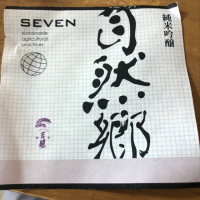 SEVEN
sustainable
agricultural
practices
自然郷
純米吟醸